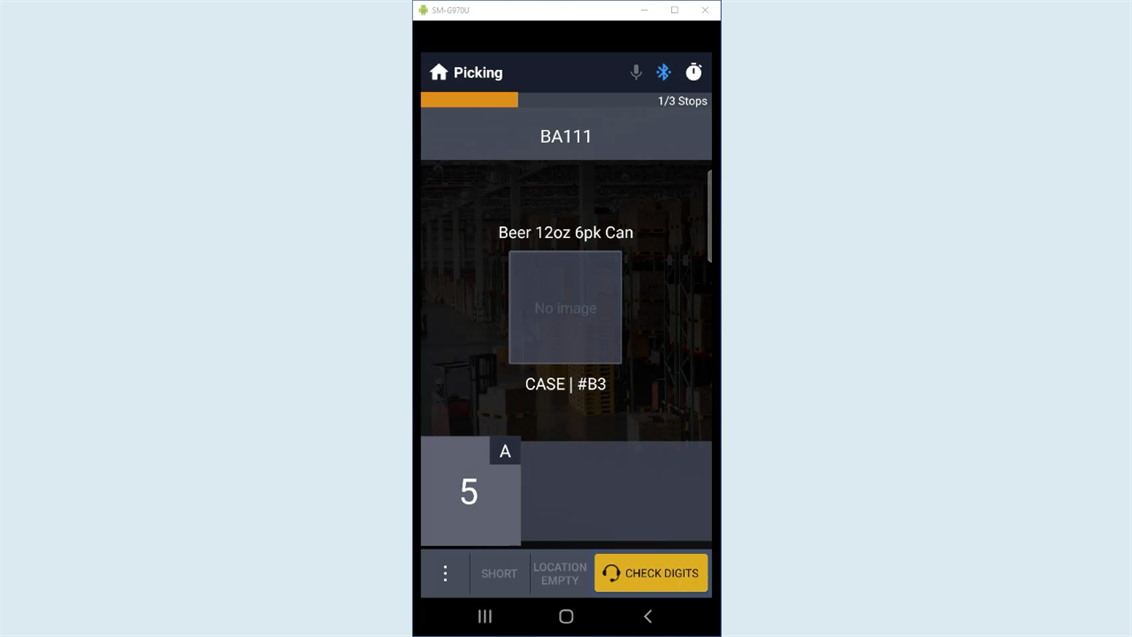 SM-G970U
Picking
1/3 Stops
BA111
Beer 12oz 6pk Can
No image
CASE | #B3
A
5
SHORT
LOCATION
EMPTY
CHECK DIGITS